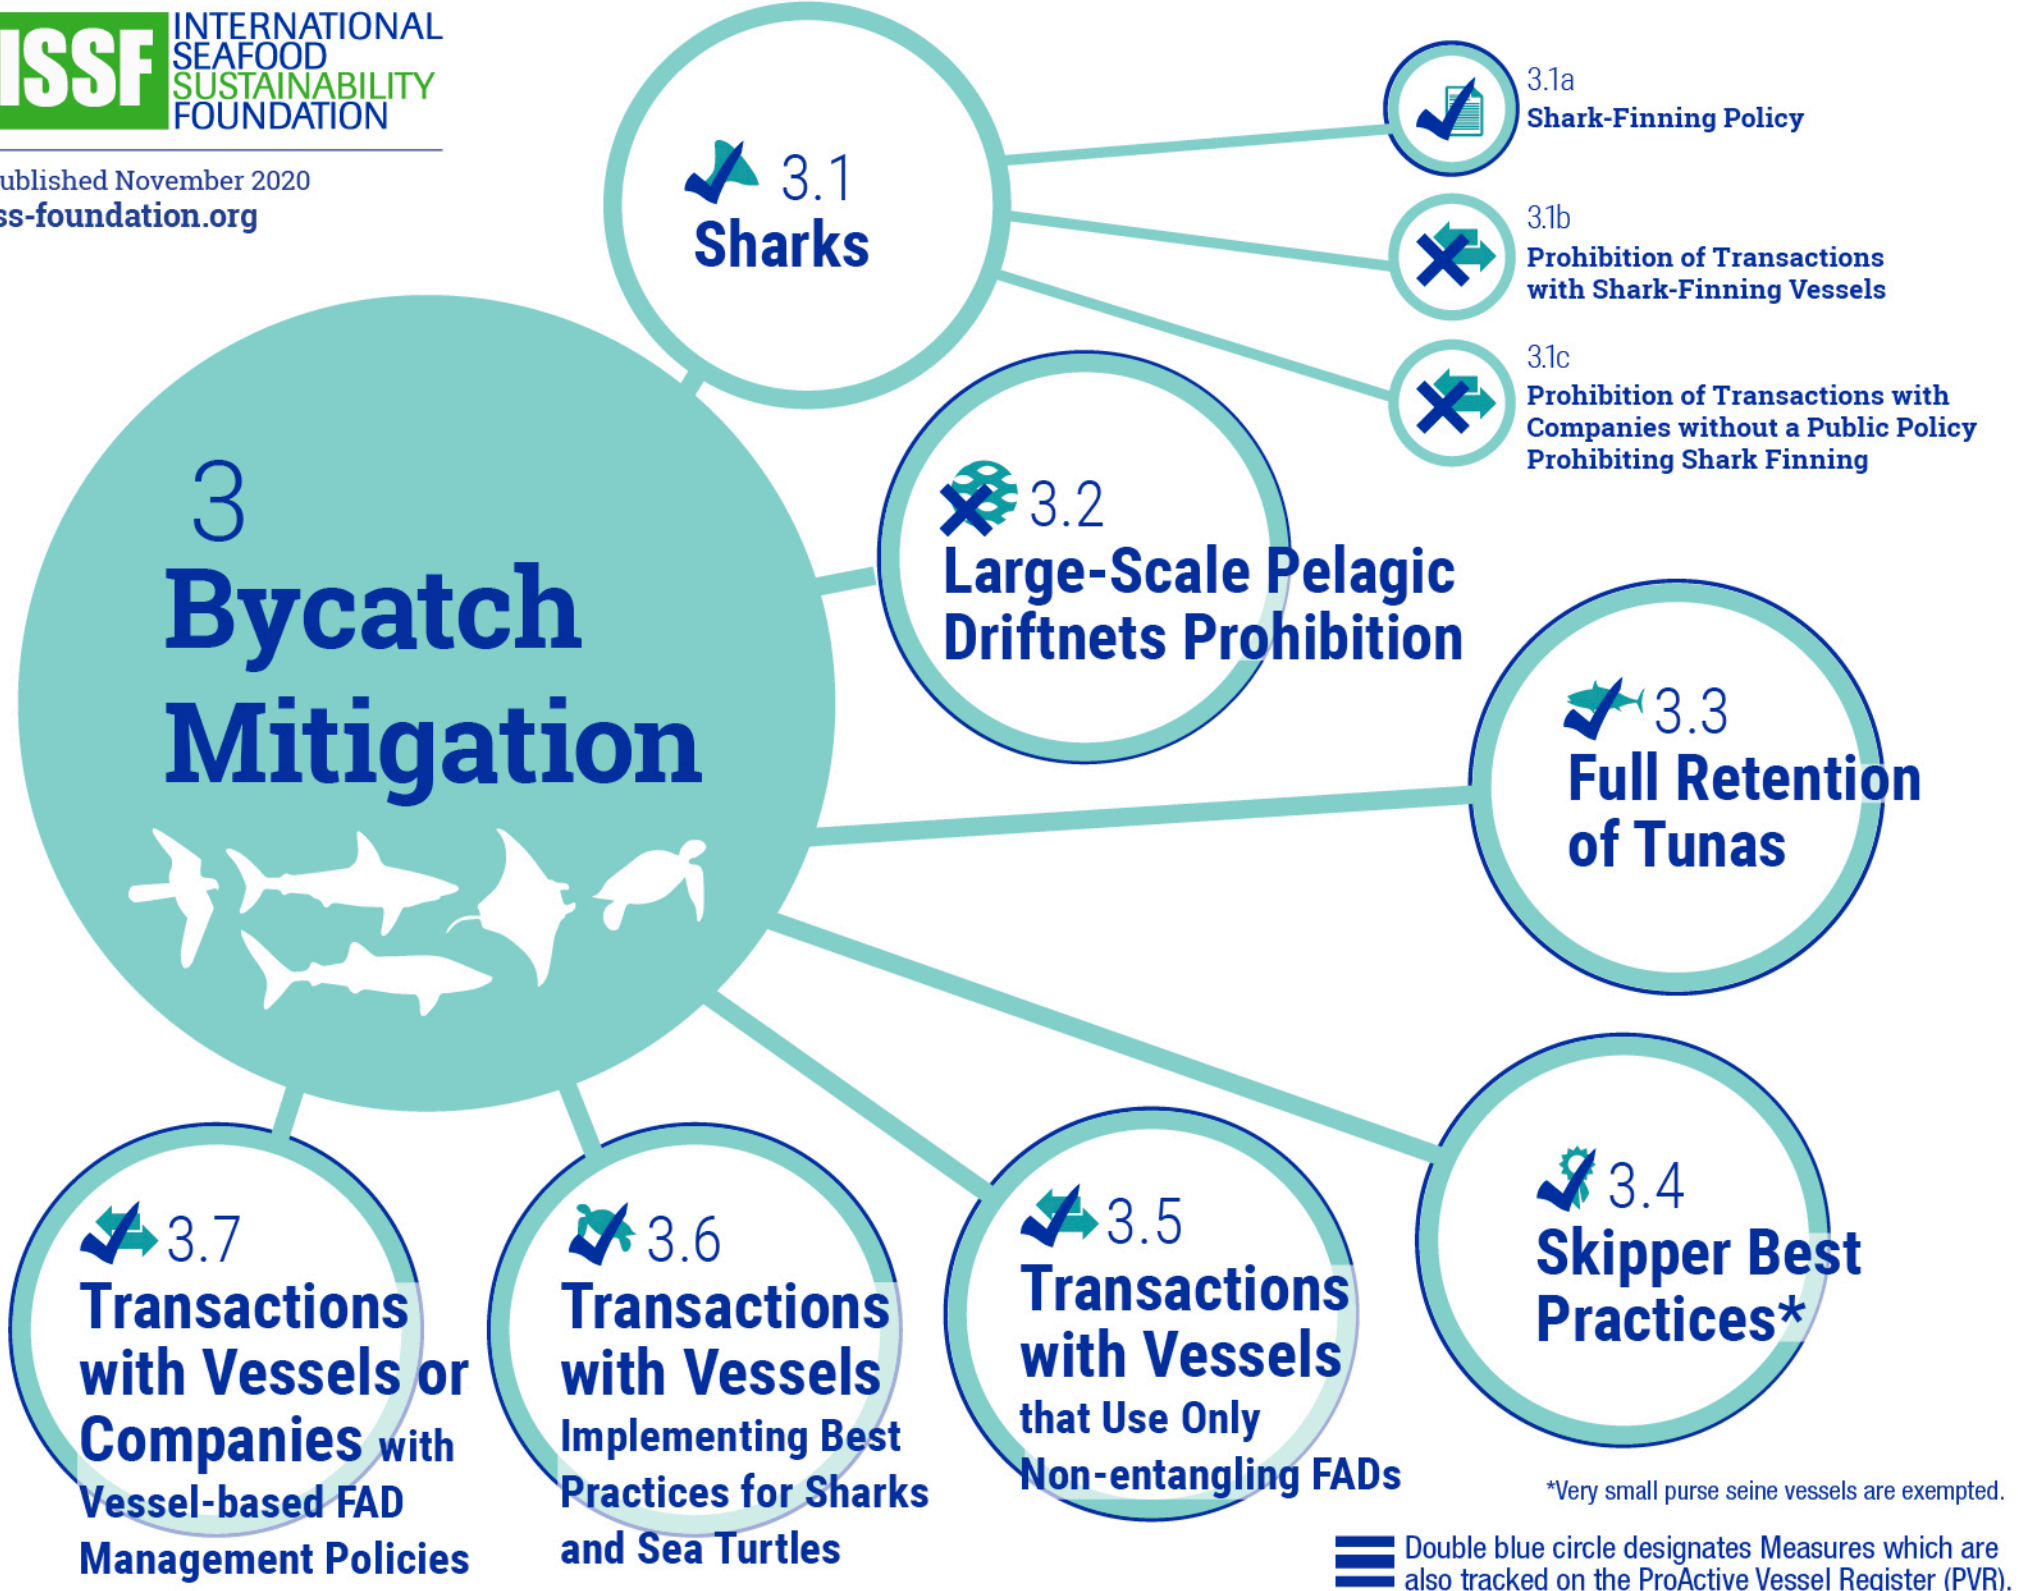 ISSF
INTERNATIONAL
SEAFOOD
SUSTAINABILITY
FOUNDATION
ublished November 2020
ss-foundation.org
3.1
Sharks
3.1a
Shark-Finning Policy
3.1b
Prohibition of Transactions
with Shark-Finning Vessels
3.1c
Prohibition of Transactions with
Companies without a Public Policy
Prohibiting Shark Finning
3
Bycatch
Mitigation
3.2
Large-Scale Pelagic
Driftnets Prohibition
3.3
Full Retention
of Tunas
3.4
Skipper Best
Practices*
3.5
Transactions
with Vessels
that Use Only
Non-entangling FADs
3.6
Transactions
with Vessels
Implementing Best
Practices for Sharks
and Sea Turtles
3.7
Transactions
with Vessels or
Companies with
Vessel-based FAD
Management Policies
*Very small purse seine vessels are exempted.
Double blue circle designates Measures which are
also tracked on the ProActive Vessel Register (PVR).